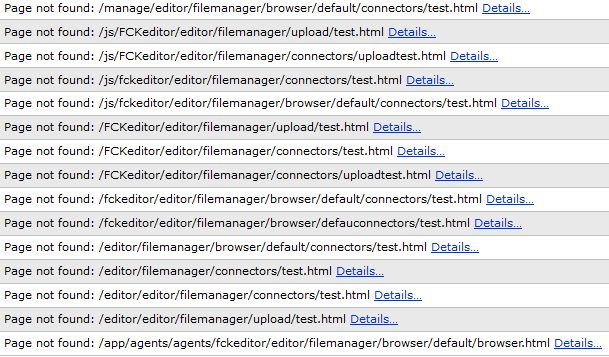 Page not found: /manage/editor/filemanager/browser/default/connectors/test.html Details...
Page not found: /js/FCKeditor/editor/filemanager/upload/test.html Details...
Page not found: /js/FCKeditor/editor/filemanager/connectors/uploadtest.html Details...
Page not found: /js/fckeditor/editor/filemanager/connectors/test.html Details...
Page not found: /js/fckeditor/editor/filemanager/browser/default/connectors/test.html Details...
Page not found: /FCKeditor/editor/filemanager/upload/test.html Details...
Page not found: /FCKeditor/editor/filemanager/connectors/test.html Details...
Page not found: /FCKeditor/editor/filemanager/connectors/uploadtest.html Details...
Page not found: /fckeditor/editor/filemanager/browser/default/connectors/test.html Details...
Page not found: /fckeditor/editor/filemanager/browser/defauconnectors/test.html Details...
Page not found: /editor/filemanager/browser/default/connectors/test.html Details...
Page not found: /editor/filemanager/connectors/test.html Details...
Page not found: /editor/editor/filemanager/connectors/test.html Details...
Page not found: /editor/editor/filemanager/upload/test.html Details...
Page not found: /app/agents/agents/fckeditor/editor/filemanager/browser/default/browser.html Details...